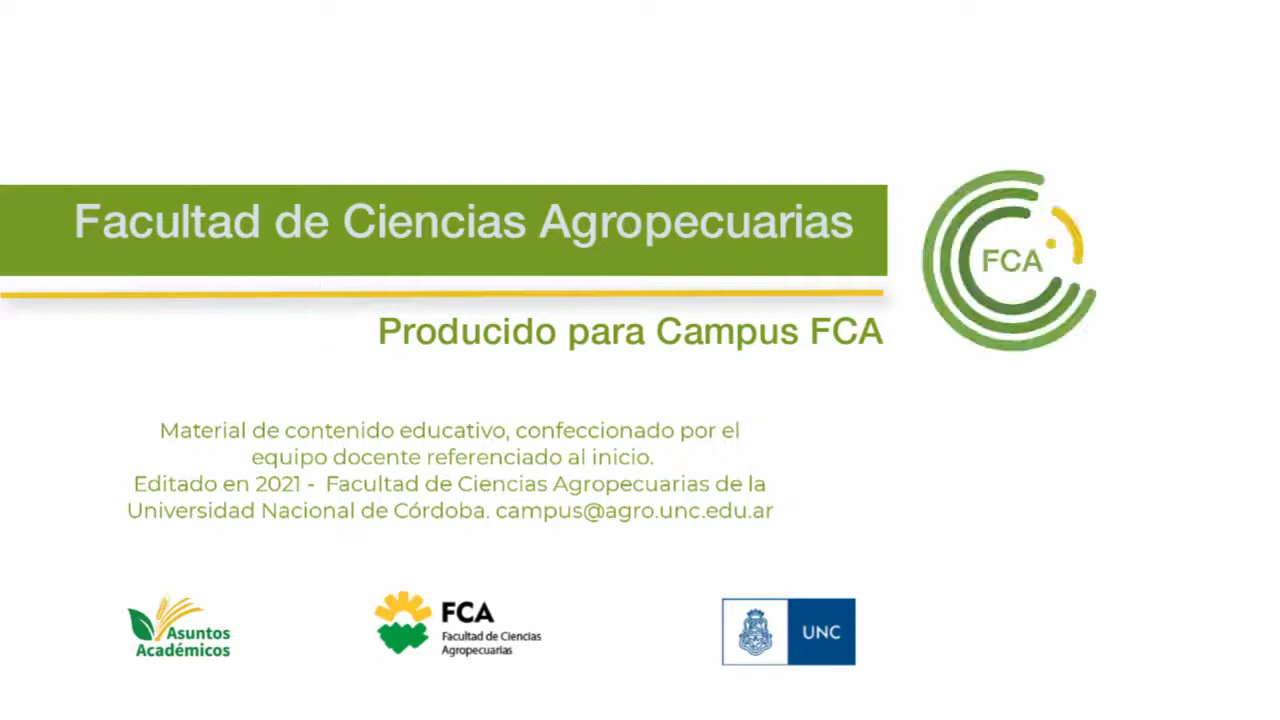 Facultad de Ciencias Agropecuarias
FCA
Producido para Campus FCA
Material de contenido educativo, confeccionado por el
equipo docente referenciado al inicio.
Editado en 2021 - Facultad de Ciencias Agropecuarias de la
Universidad Nacional de Córdoba. campus@agro.unc.edu.ar
Asuntos
Académicos
FCA
Facultad de Ciencias
Agropecuarias
UNC